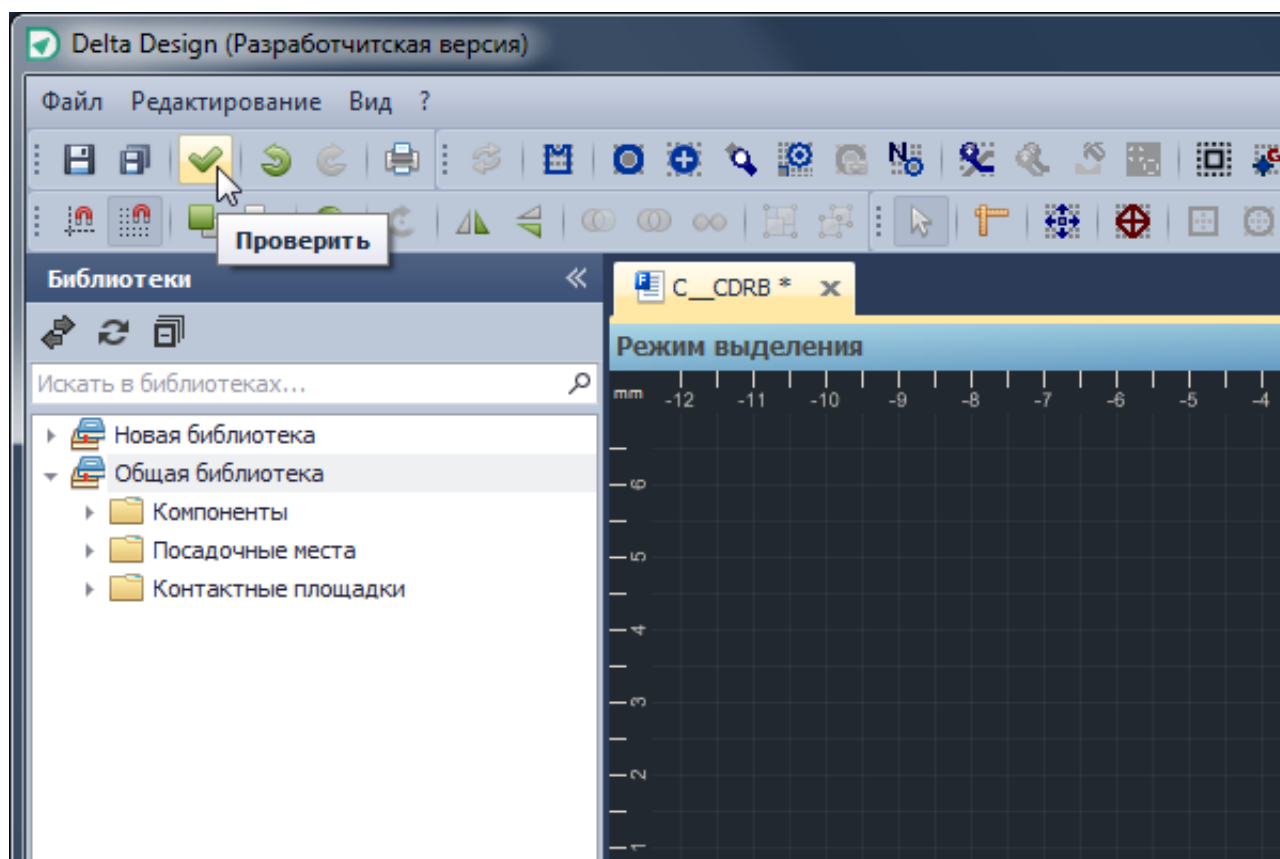 Delta Design (Разработчитская версия)
Файл Редактирование Вид ?
Проверить
Библиотеки
C__CDRB *
Режим выделения
Искать в библиотеках...
mm -12 -11 -10 -9 -8 -7 -6 -5 -4
Новая библиотека
Общая библиотека
Компоненты
Посадочные места
Контактные площадки
6
5
4
3
2
1